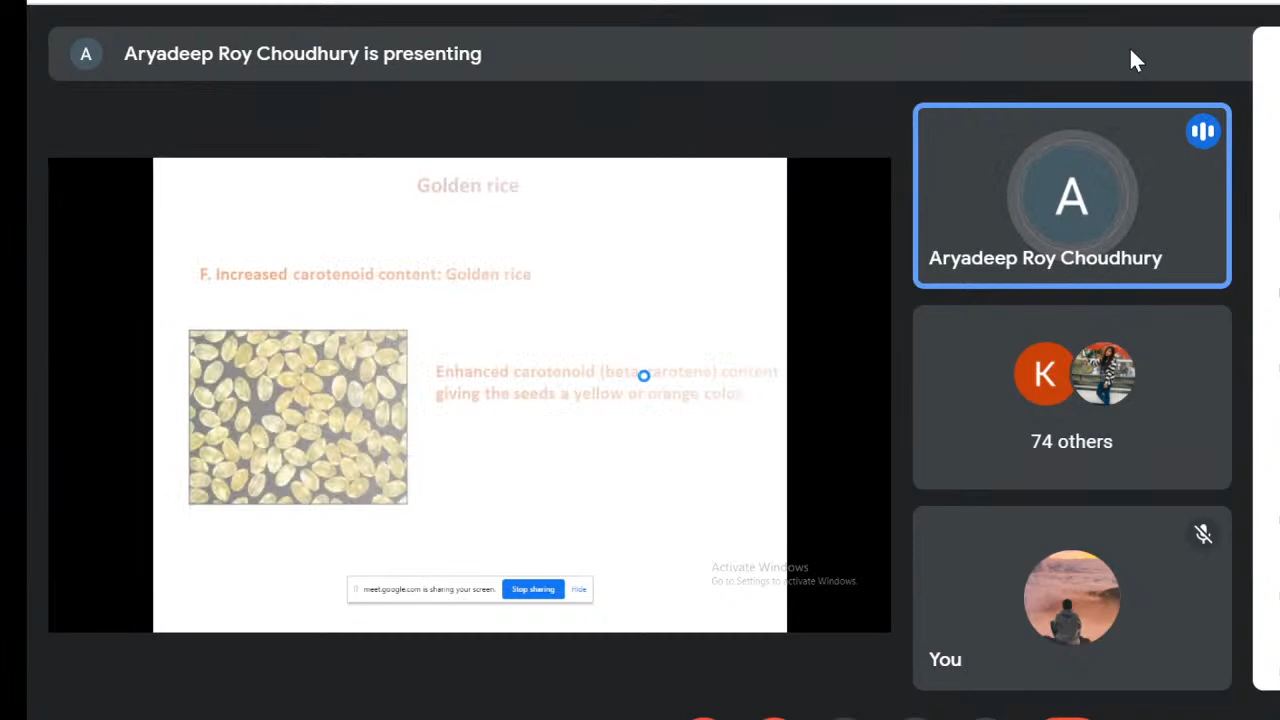 A Aryadeep Roy Choudhury is presenting
Golden rice
F. Increased carotenoid content: Golden rice
Enhanced carotenoid (beta carotene) content
giving the seeds a yellow or orange color
Activate Windows
Go to Settings to activate Windows.
meet.google.com is sharing your screen. Stop sharing Hide
A
Aryadeep Roy Choudhury
K
74 others
You